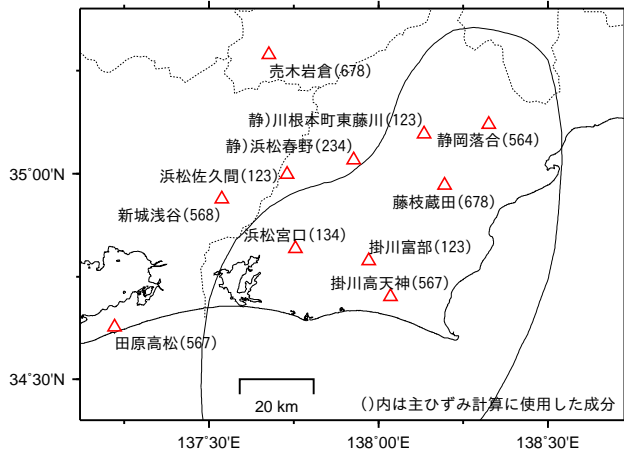 売木岩倉(678)
静)川根本町東藤川(123)
静岡落合(564)
静)浜松春野(234)
35°00'N
浜松佐久間(123)
藤枝蔵田(678)
新城浅谷(568)
浜松宮口(134)
掛川富部(123)
掛川高天神(567)
田原高松(567)
34°30'N
20 km
()内は主ひずみ計算に使用した成分
137°30'E
138°00'E
138°30'E